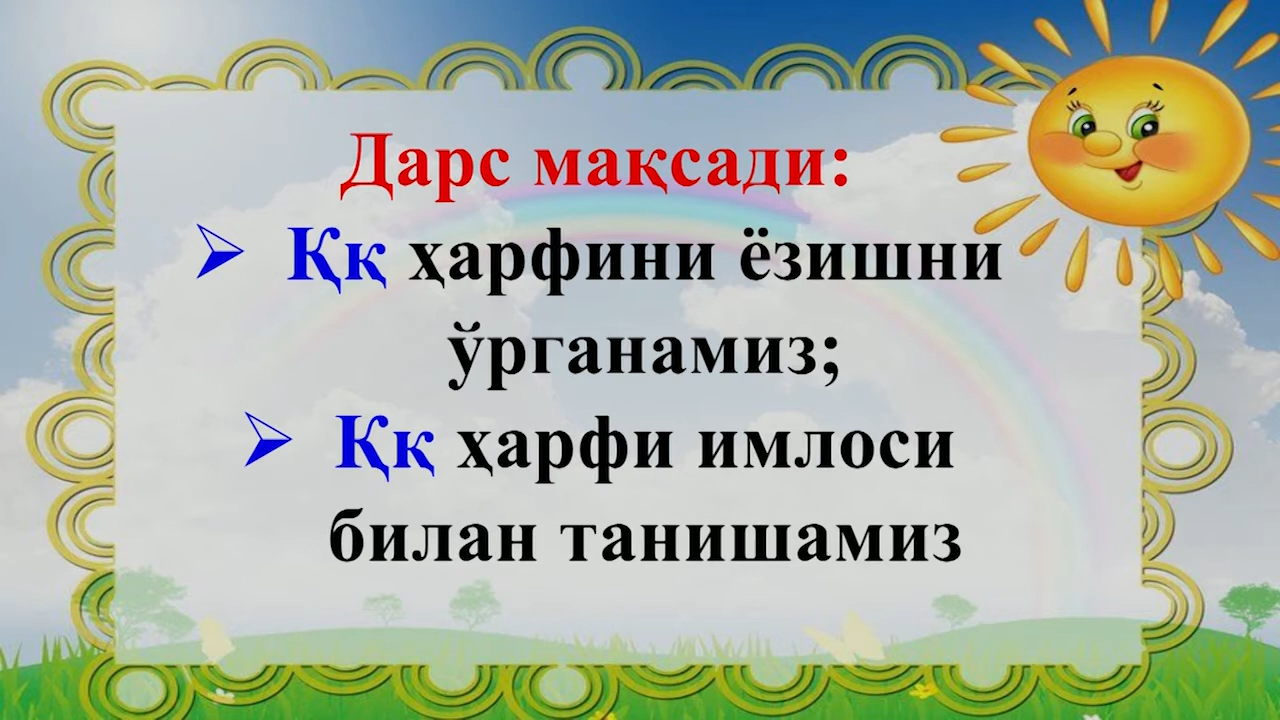 Дарс мақсади:
Ққ ҳарфини ёзишни
ўрганамиз;
Ққ ҳарфи имлоси
билан танишамиз